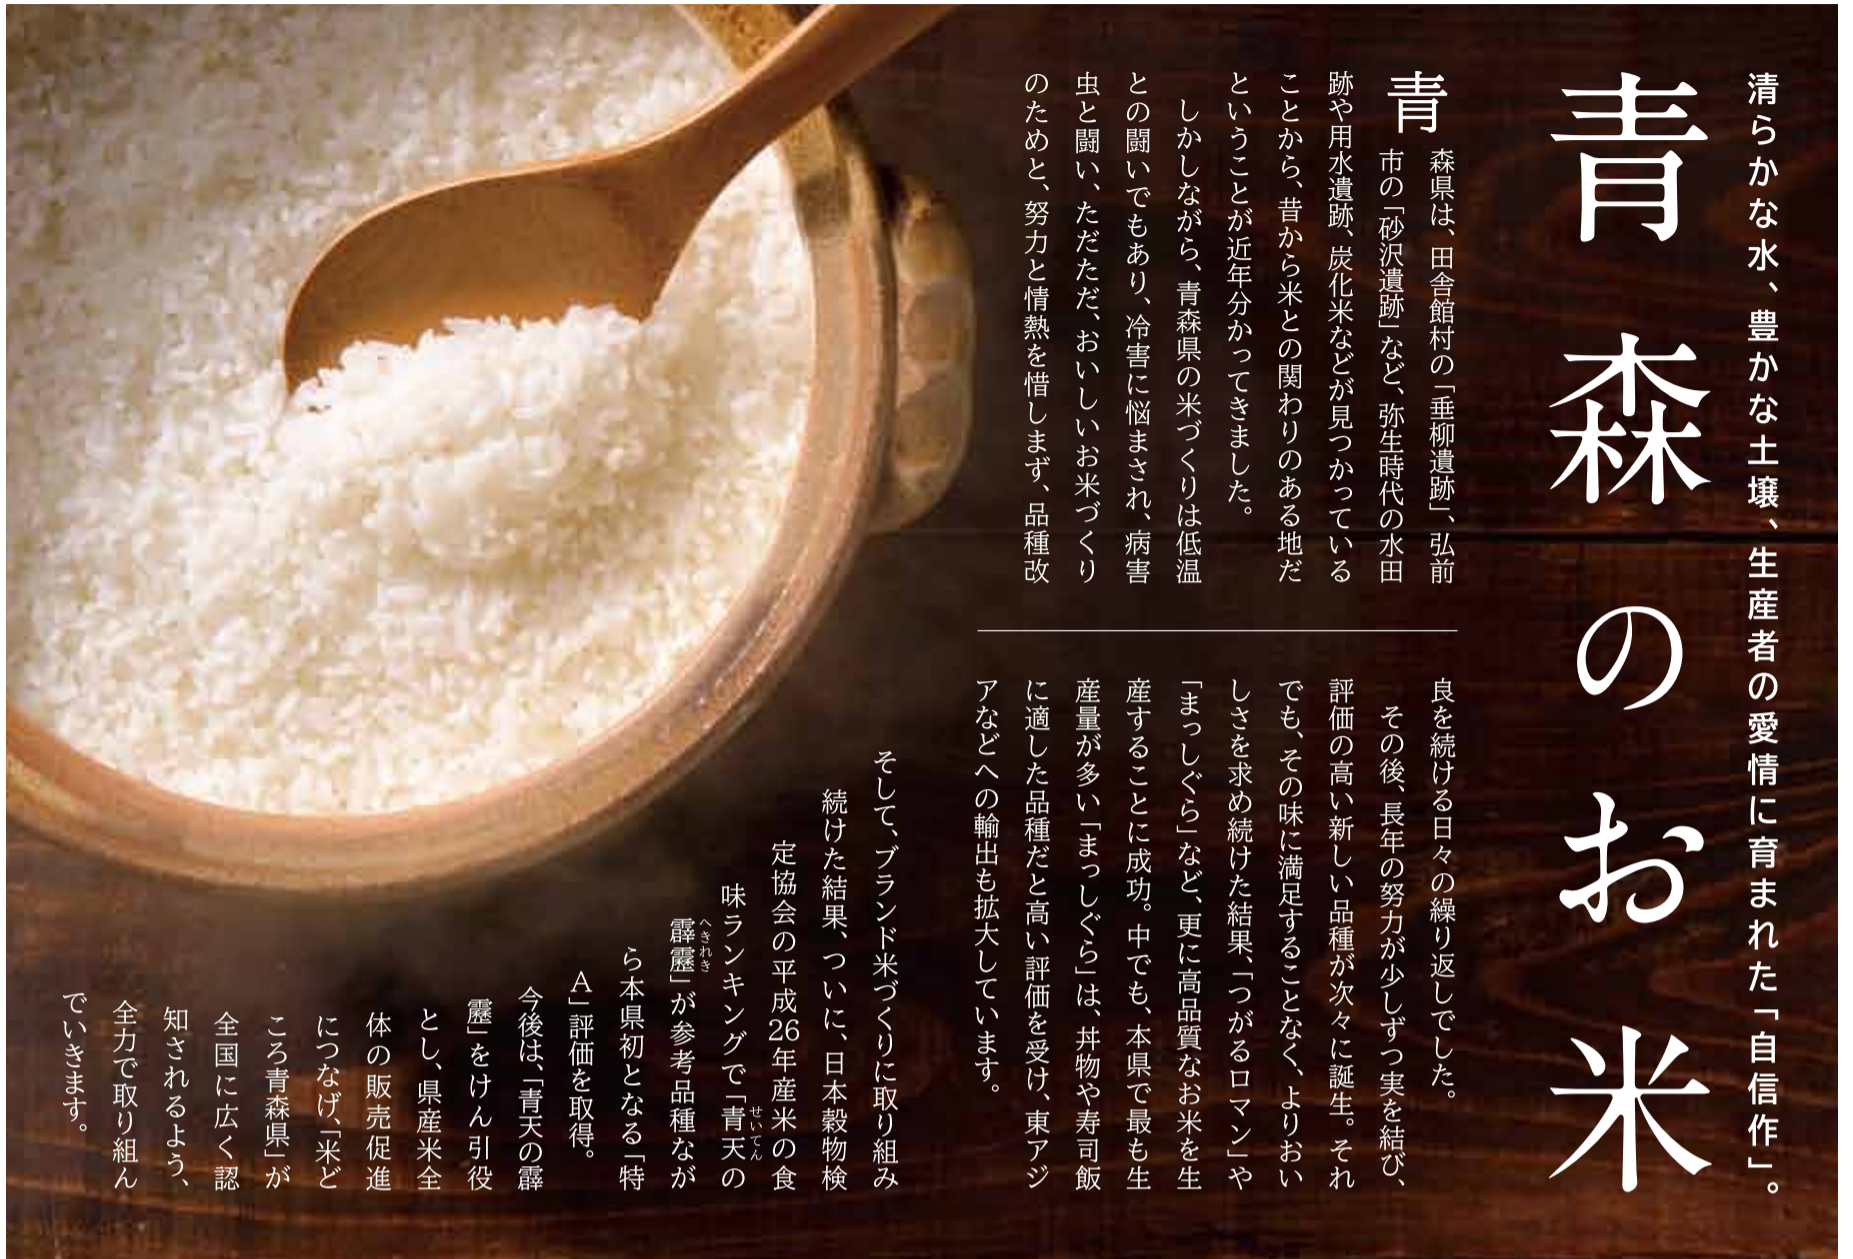 清らかな水、豊かな土壌、生産者の愛情に育まれた「自信作」。
青森のお米
青森県は、田舎館村の「垂柳遺跡」、弘前
市の「砂沢遺跡」など、弥生時代の水田
跡や用水遺跡、炭化米などが見つかっている
ことから、昔から米との関わりのある地だ
ということが近年分かってきました。
しかしながら、青森県の米づくりは低温
との闘いでもあり、冷害に悩まされ、病害
虫と闘い、ただただ、おいしいお米づくり
のためと、努力と情熱を惜しまず、品種改
良を続ける日々の繰り返しでした。
その後、長年の努力が少しずつ実を結び、
評価の高い新しい品種が次々に誕生。それ
でも、その味に満足することなく、よりおい
しさを求め続けた結果、「つがるロマン」や
「まっしぐら」など、更に高品質なお米を生
産することに成功。中でも、本県で最も生
産量が多い「まっしぐら」は、丼物や寿司飯
に適した品種だと高い評価を受け、東アジ
アなどへの輸出も拡大しています。
そして、ブランド米づくりに取り組み
続けた結果、ついに、日本穀物検
定協会の平成26年産米の食
味ランキングで「青天の
せいてん
霹靂」が参考品種なが
へきれき
ら本県初となる「特
A」評価を取得。
今後は、「青天の霹
靂」をけん引役
とし、県産米全
体の販売促進
につなげ、「米ど
ころ青森県」が
全国に広く認
知されるよう、
全力で取り組ん
でいきます。